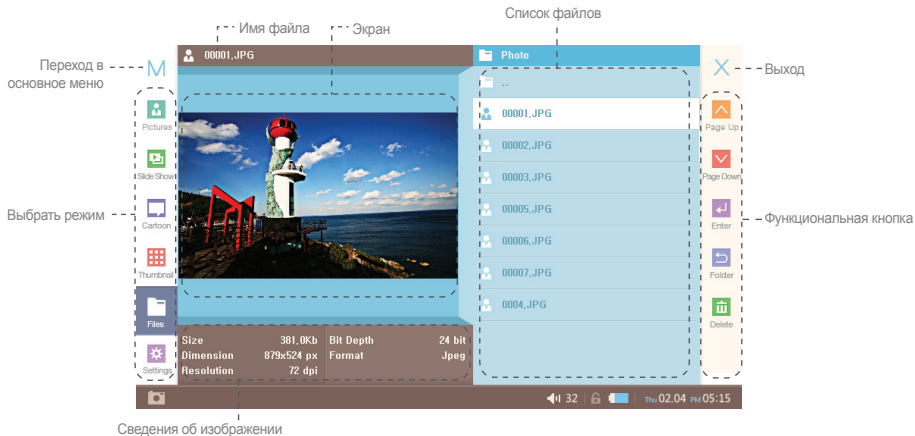 Список файлов
Имя файла
Экран
Переход в
основное меню
M
00001.JPG
Photo
X
Выход
..
Pictures
Slide Show
Cartoon
Thumbnail
Files
Settings
Выбрать режим
00001.JPG
00002.JPG
00003.JPG
00005.JPG
00006.JPG
00007.JPG
0004.JPG
Page Up
Page Down
Enter
Folder
Delete
Функциональная кнопка
Size 381,0Kb Bit Depth 24 bit
Dimension 879x524 px Format Jpeg
Resolution 72 dpi
32 Thu 02.04 PM 05:15
Сведения об изображении